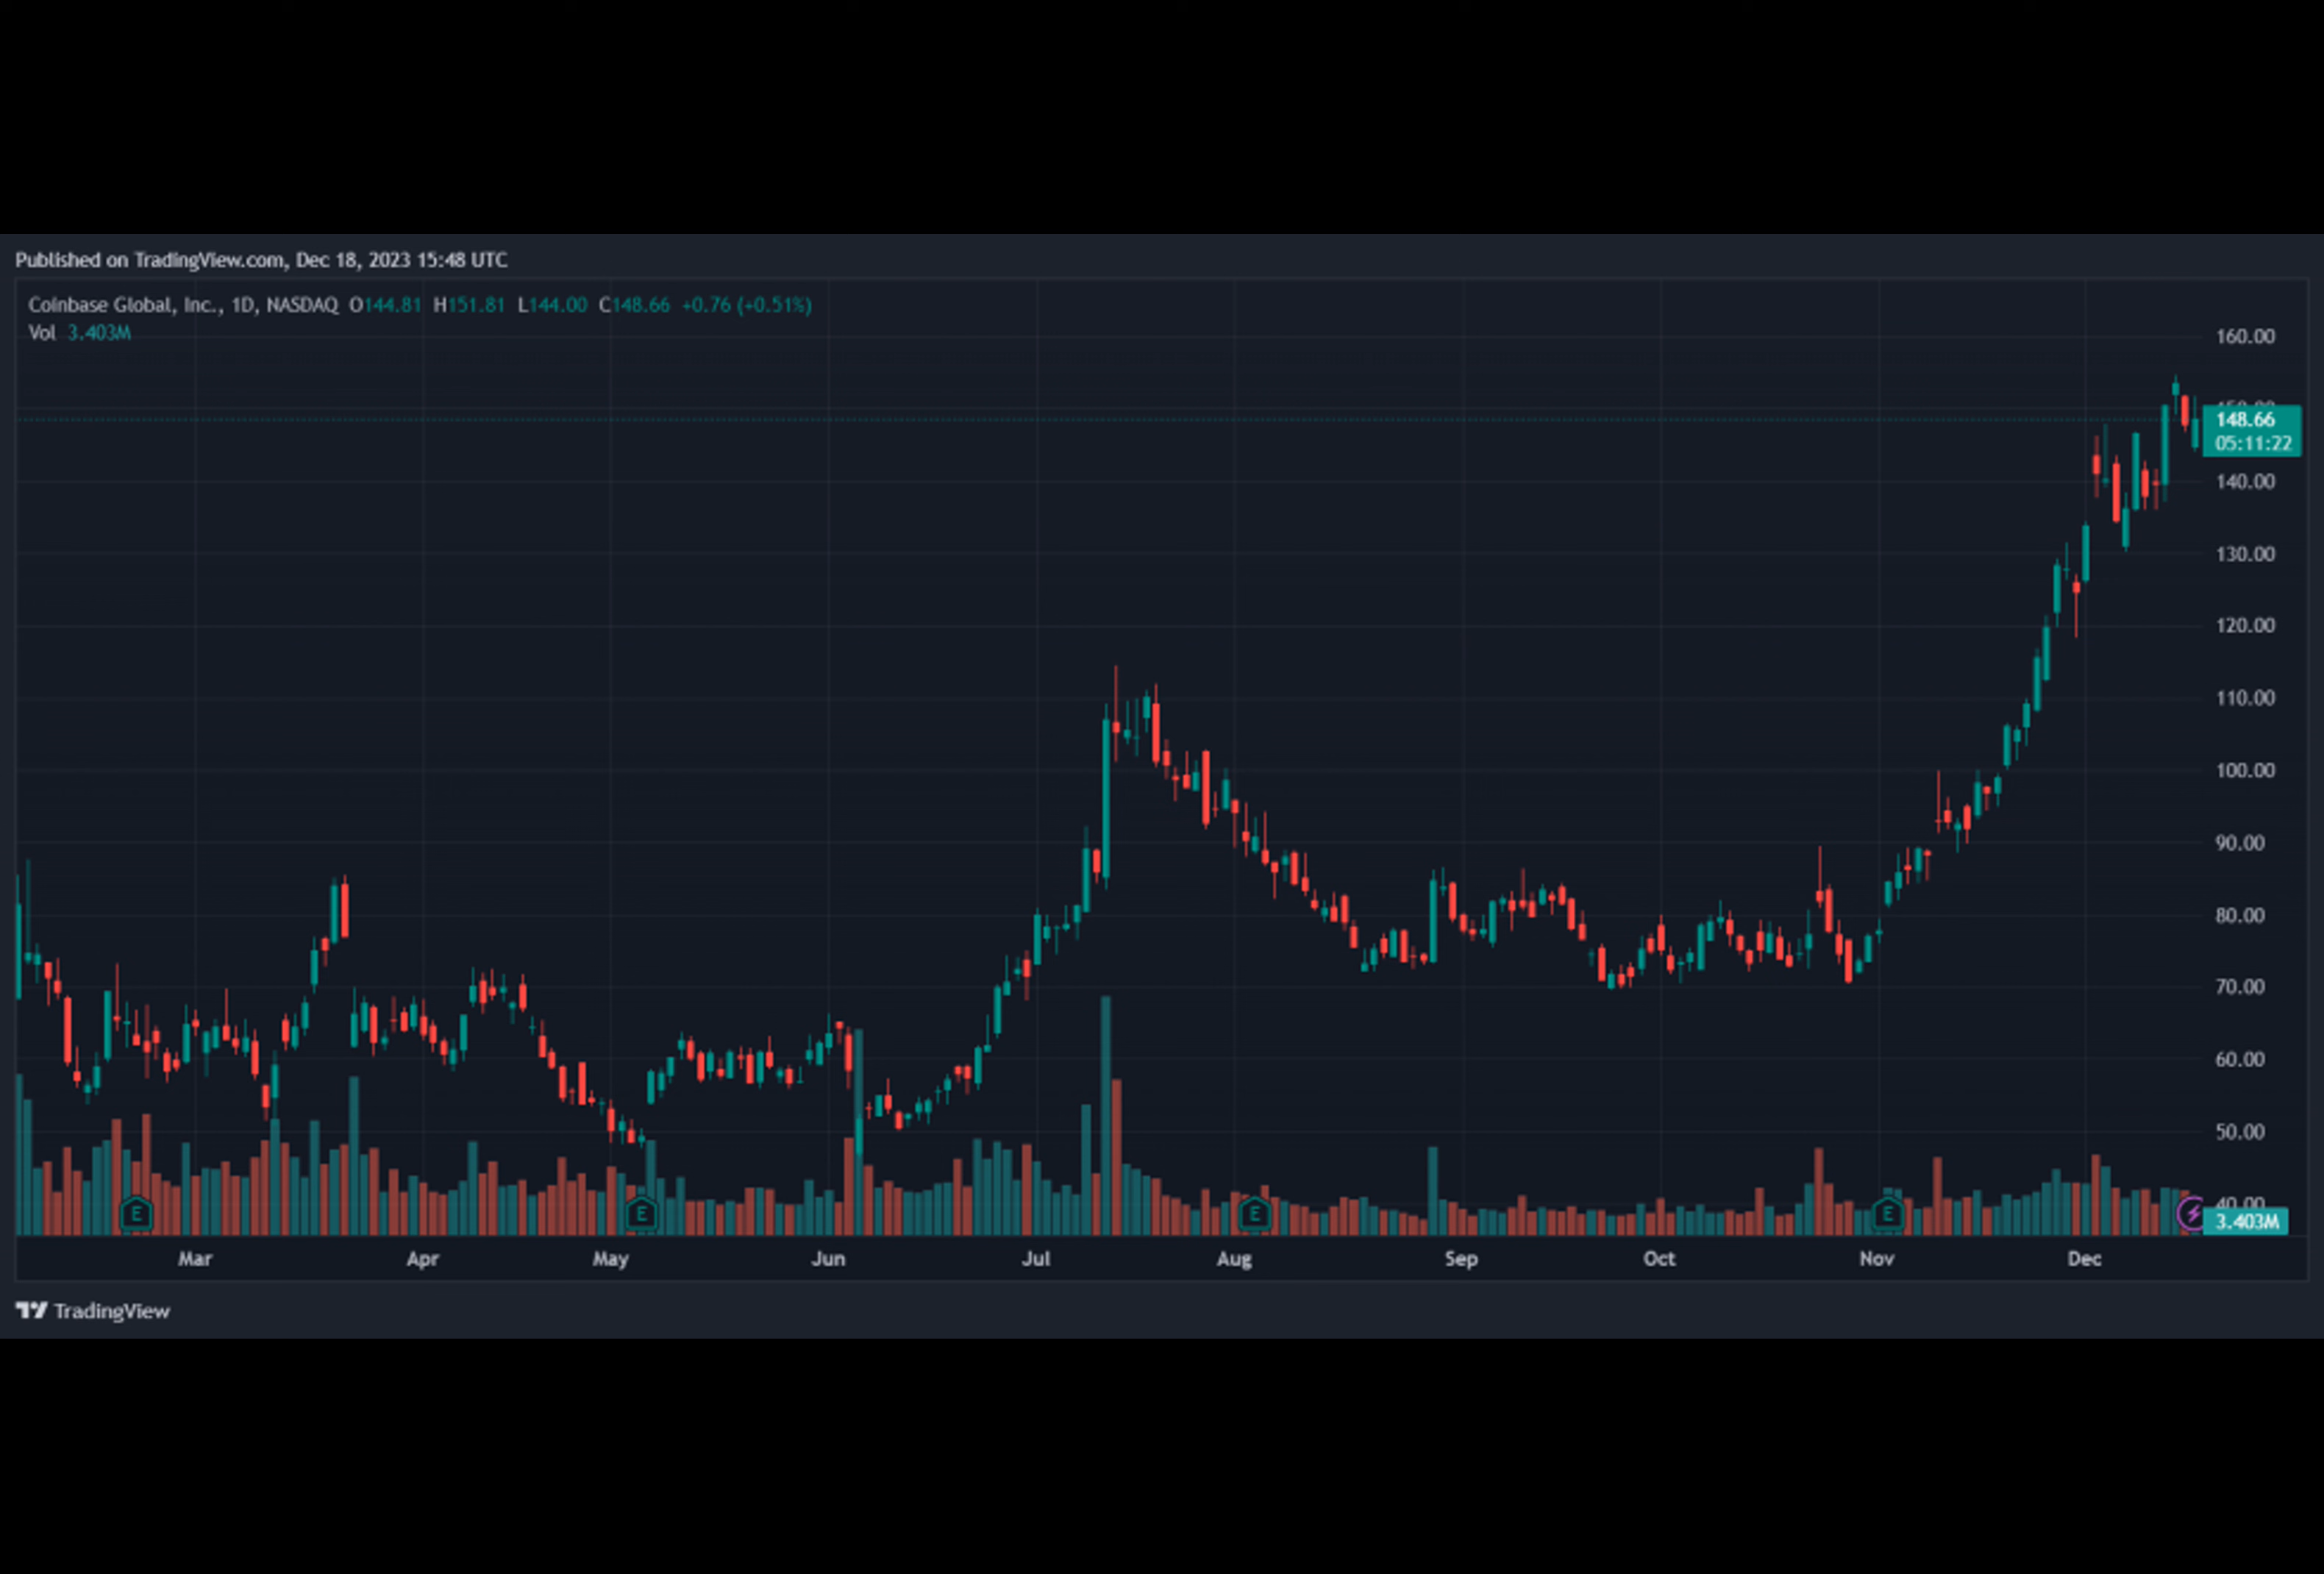 Published on TradingView.com, Dec 18, 2023 15:48 UTC
Coinbase Global, Inc., 1D, NASDAQ O144.81 H151.81 L144.00 C148.66 +0.76 (+0.51%)
Vol 3.403M
160.00
148.66
05:11:22
140.00
130.00
120.00
110.00
100.00
90.00
80.00
70.00
60.00
50.00
40.00
3.403M
E E E E
Mar Apr May Jun Jul Aug Sep Oct Nov Dec
TradingView